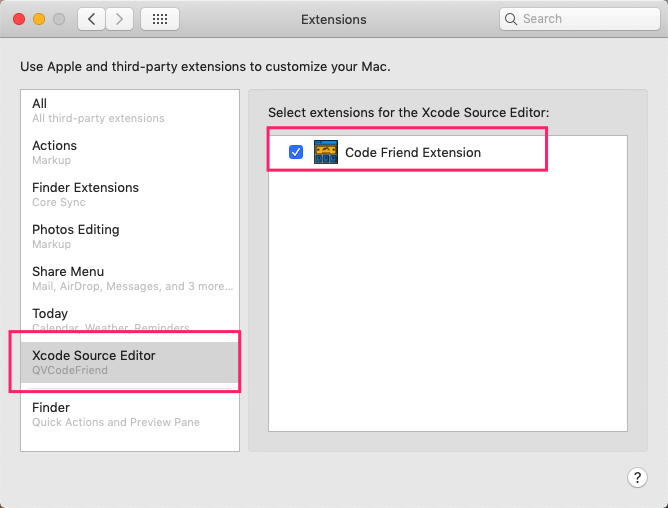 Extensions
Search
Use Apple and third-party extensions to customize your Mac.
All
All third-party extensions
Actions
Markup
Finder Extensions
Core Sync
Photos Editing
Markup
Share Menu
Mail, AirDrop, Messages, and 3 more...
Today
Calendar, Weather, Reminders
Xcode Source Editor
QVCodeFriend
Finder
Quick Actions and Preview Pane
Select extensions for the Xcode Source Editor:
Code Friend Extension
?